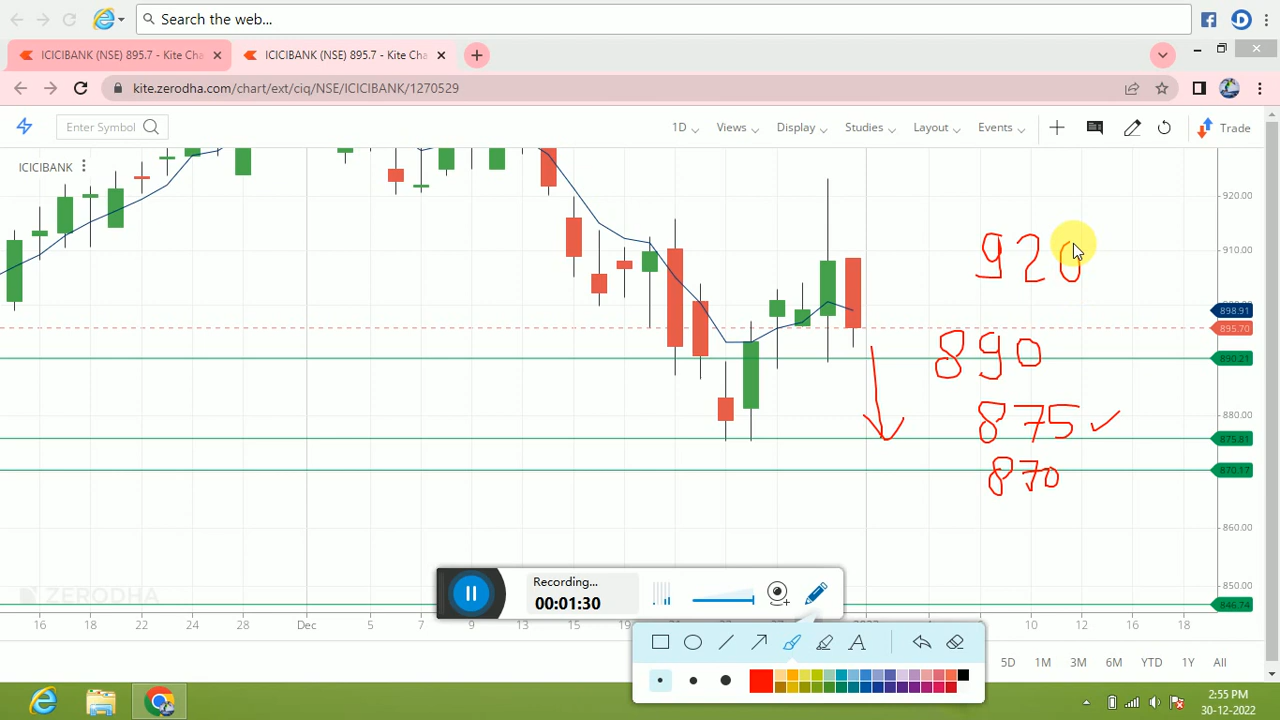 Search the web...
ICICIBANK (NSE) 895.7 - Kite Cha
ICICIBANK (NSE) 895.7 - Kite Cha
kite.zerodha.com/chart/ext/ciq/NSE/ICICIBANK/1270529
Enter Symbol
1D Views Display Studies Layout Events Trade
ICICIBANK
920.00
910.00
898.91
895.70
890.21
880.00
875.81
870.17
860.00
850.00
846.74
920
890
875 ✓
870
ZERODHA
16 18 22 24 28 Dec 5 7 9 13 15 19 10 12 16 18
Recording...
00:01:30
A
5D 1M 3M 6M YTD 1Y All
2:55 PM
30-12-2022